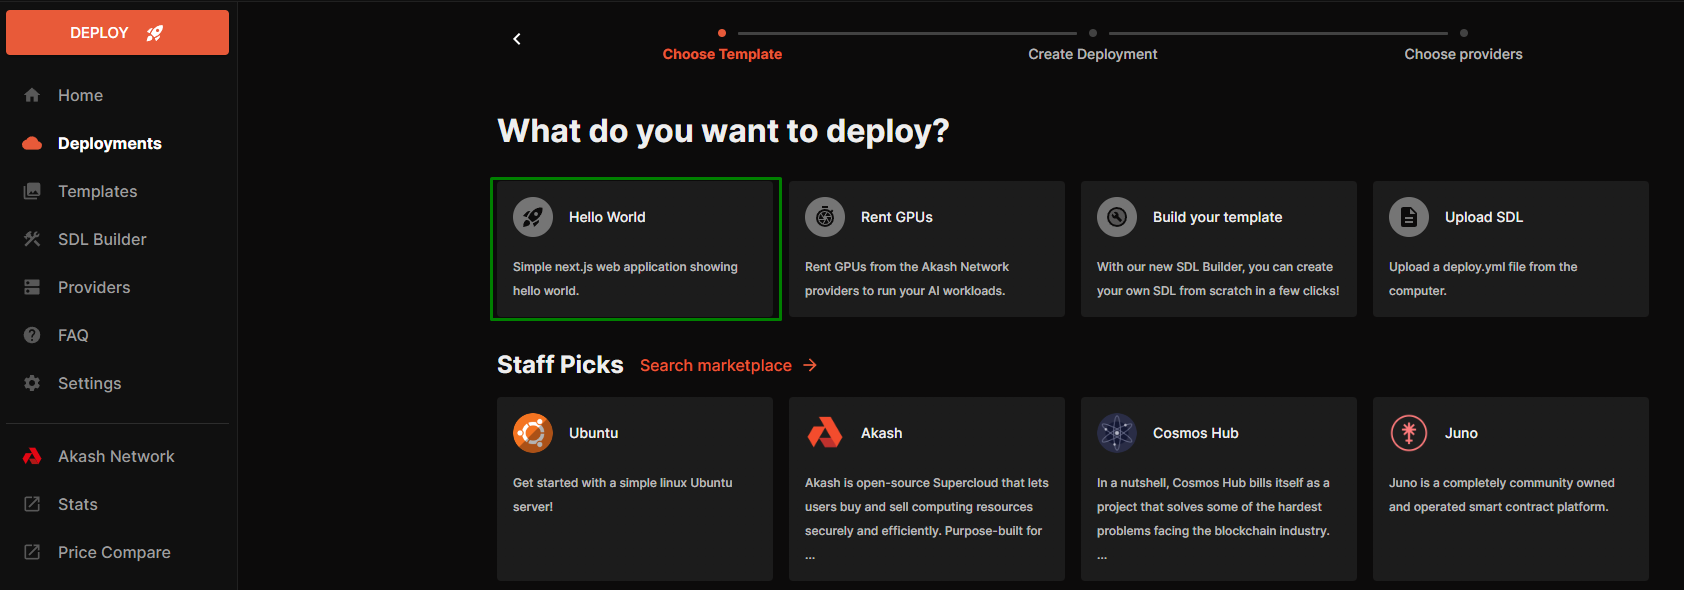 DEPLOY
Home
Deployments
Templates
SDL Builder
Providers
FAQ
Settings
Akash Network
Stats
Price Compare
Choose Template
Create Deployment
Choose providers
What do you want to deploy?
Hello World
Simple next.js web application showing
hello world.
Rent GPUs
Rent GPUs from the Akash Network
providers to run your AI workloads.
Build your template
With our new SDL Builder, you can create
your own SDL from scratch in a few clicks!
Upload SDL
Upload a deploy.yml file from the
computer.
Staff Picks
Search marketplace
Ubuntu
Get started with a simple linux Ubuntu
server!
Akash
Akash is open-source Supercloud that lets
users buy and sell computing resources
securely and efficiently. Purpose-built for
...
Cosmos Hub
In a nutshell, Cosmos Hub bills itself as a
project that solves some of the hardest
problems facing the blockchain industry.
...
Juno
Juno is a completely community owned
and operated smart contract platform.